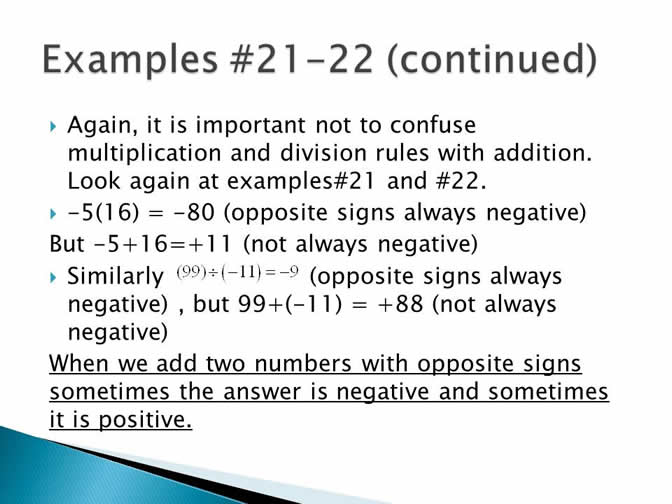 Examples #21-22 (continued)
Again, it is important not to confuse
multiplication and division rules with addition.
Look again at examples#21 and #22.
-5(16) = -80 (opposite signs always negative)
But -5+16=+11 (not always negative)
Similarly (99)÷(−11)=−9 (opposite signs always
negative) , but 99+(-11) = +88 (not always
negative)
When we add two numbers with opposite signs
sometimes the answer is negative and sometimes
it is positive.